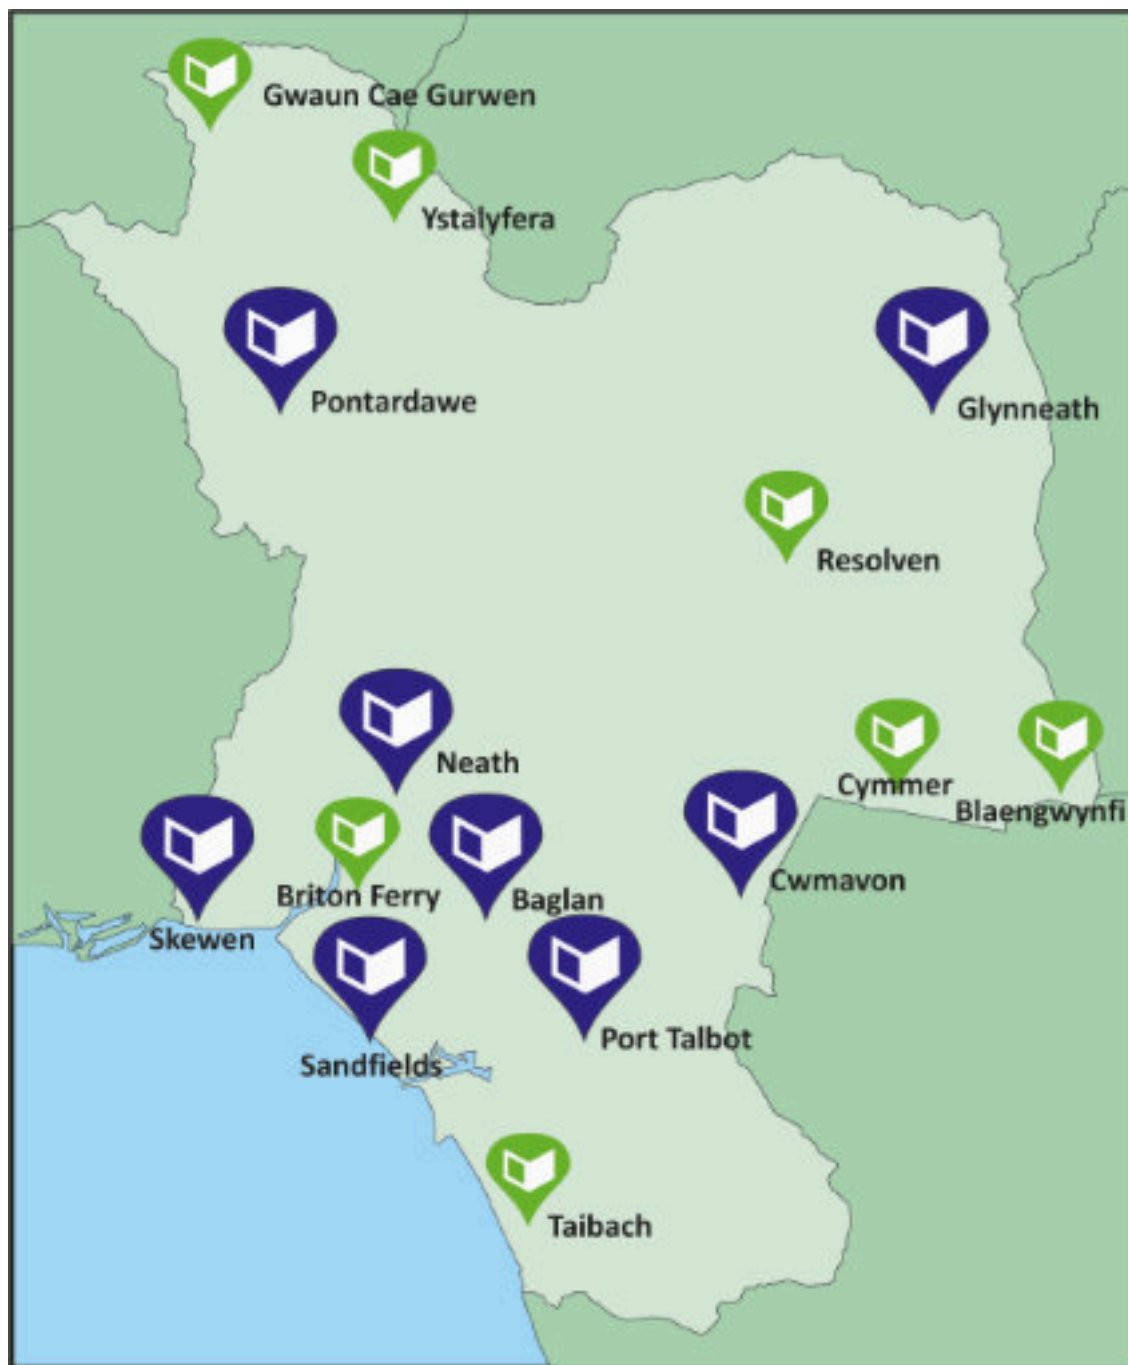 Gwaun Cae Gurwen
Ystalyfera
Pontardawe
Glynneath
Resolven
Neath
Cymmer
Blaengwynfi
Cwmavon
Briton Ferry
Baglan
Skewen
Port Talbot
Sandfields
Taibach